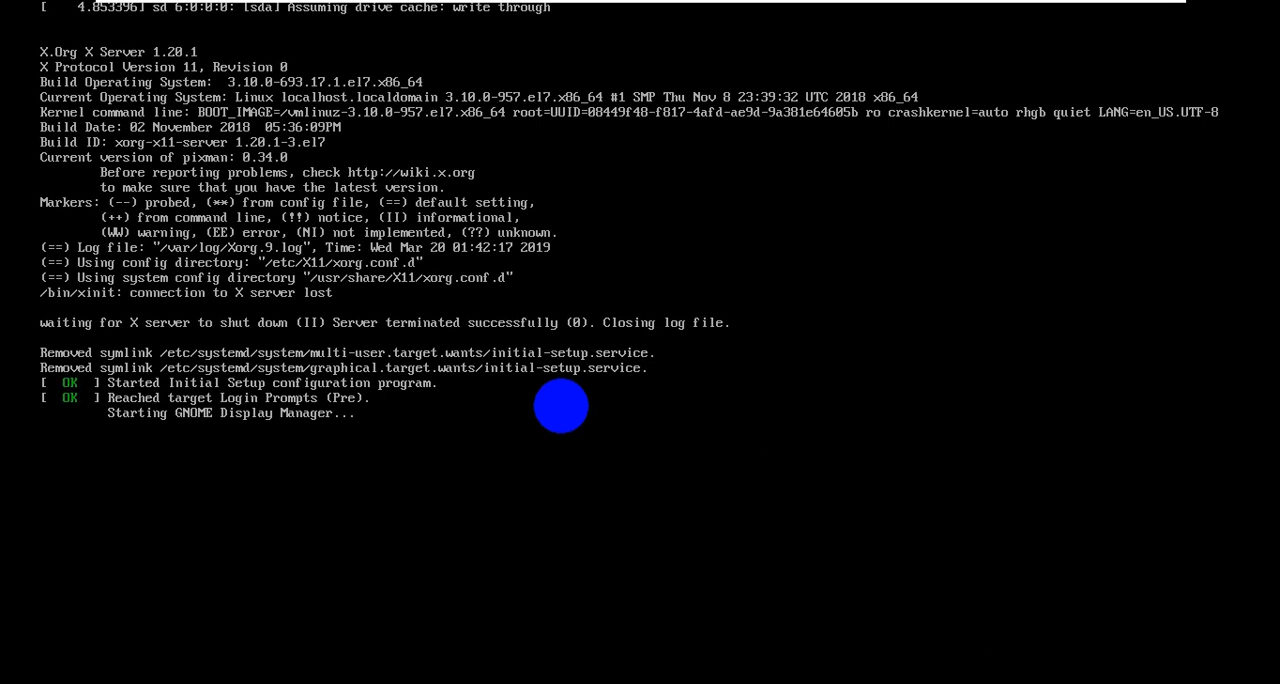 [    4.853396] sd 6:0:0:0: [sda] Assuming drive cache: write through
X.Org X Server 1.20.1
X Protocol Version 11, Revision 0
Build Operating System:  3.10.0-693.17.1.el7.x86_64
Current Operating System: Linux localhost.localdomain 3.10.0-957.el7.x86_64 #1 SMP Thu Nov 8 23:39:32 UTC 2018 x86_64
Kernel command line: BOOT_IMAGE=/vmlinuz-3.10.0-957.el7.x86_64 root=UUID=08449f48-f817-4afd-ae9d-9a381e64605b ro crashkernel=auto rhgb quiet LANG=en_US.UTF-8
Build Date: 02 November 2018  05:36:09PM
Build ID: xorg-x11-server 1.20.1-3.el7
Current version of pixman: 0.34.0
Before reporting problems, check http://wiki.x.org
to make sure that you have the latest version.
Markers: (--) probed, (**) from config file, (==) default setting,
(++) from command line, (!!) notice, (II) informational,
(WW) warning, (EE) error, (NI) not implemented, (??) unknown.
(==) Log file: "/var/log/Xorg.9.log", Time: Wed Mar 20 01:42:17 2019
(==) Using config directory: "/etc/X11/xorg.conf.d"
(==) Using system config directory "/usr/share/X11/xorg.conf.d"
/bin/xinit: connection to X server lost
waiting for X server to shut down (II) Server terminated successfully (0). Closing log file.
Removed symlink /etc/systemd/system/multi-user.target.wants/initial-setup.service.
Removed symlink /etc/systemd/system/graphical.target.wants/initial-setup.service.
[  OK  ] Started Initial Setup configuration program.
[  OK  ] Reached target Login Prompts (Pre).
Starting GNOME Display Manager...